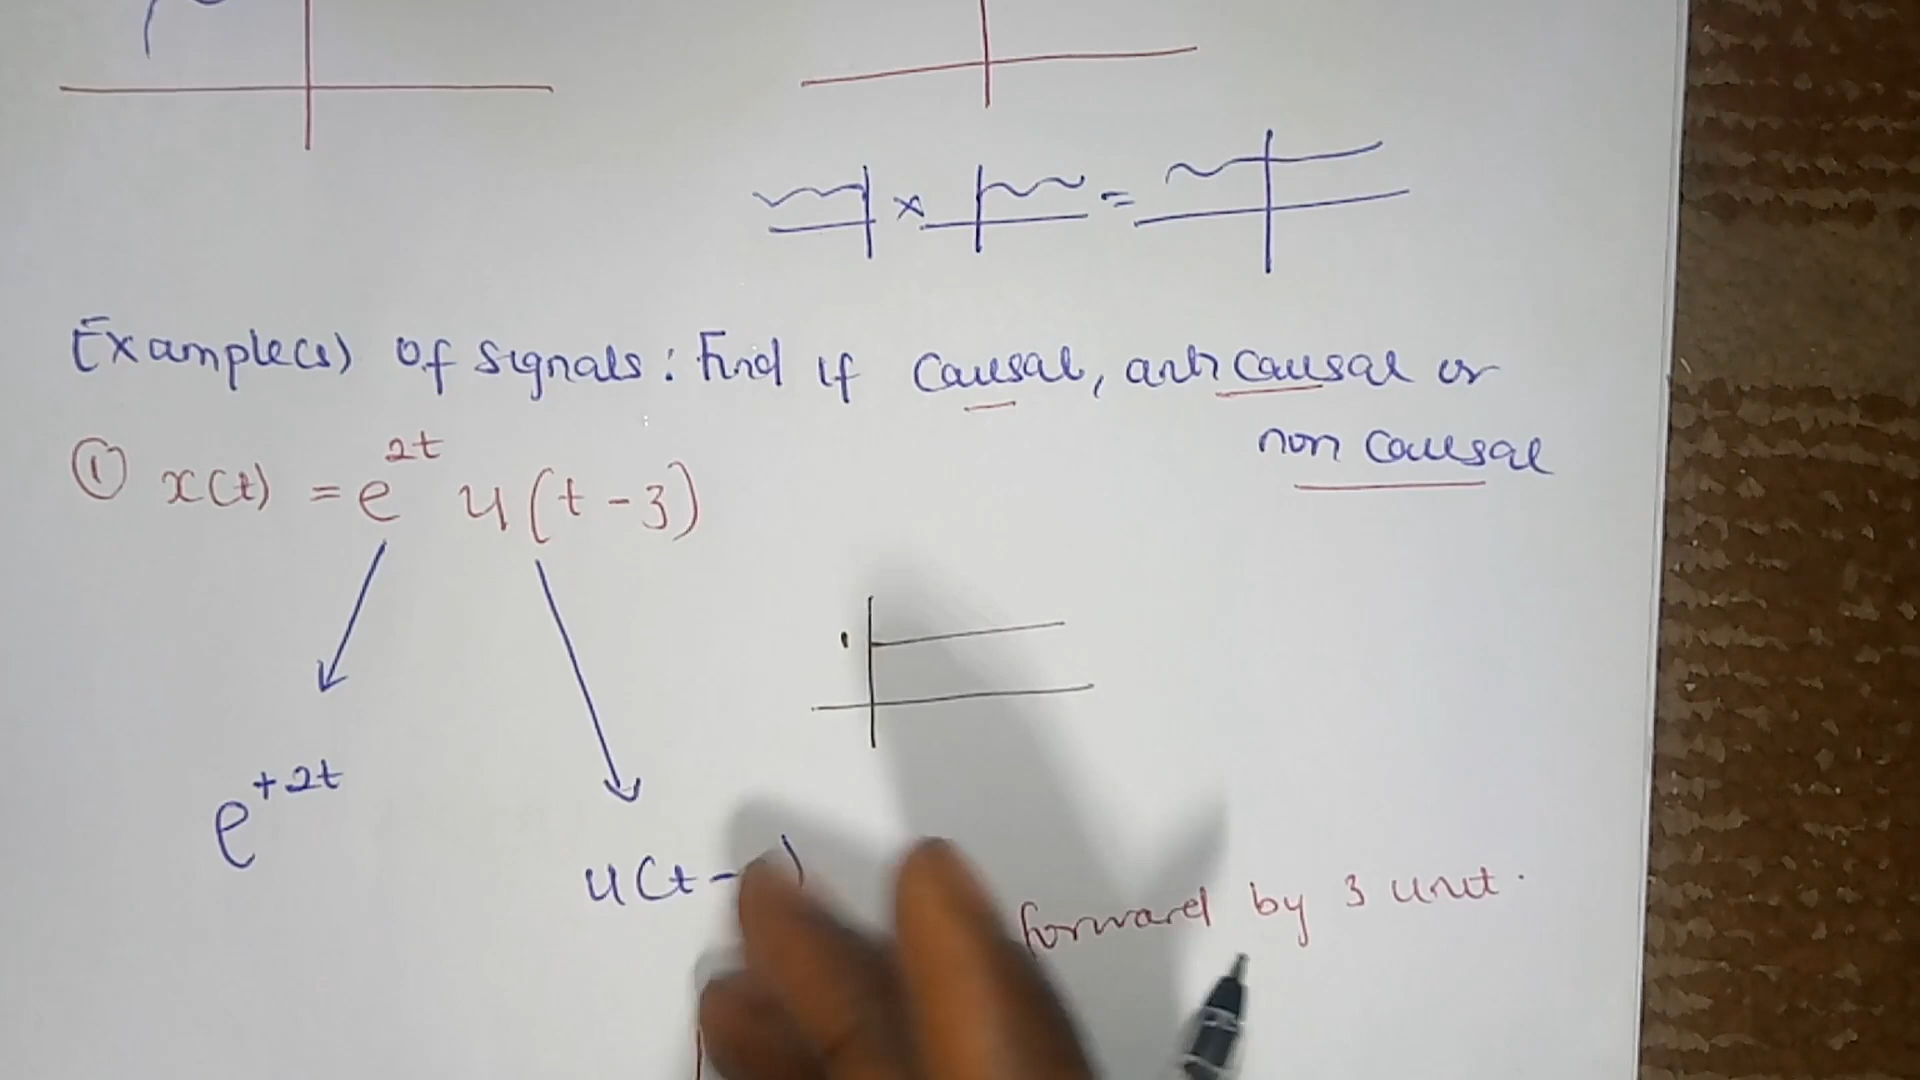 × =
Example(s) of signals: Find if causal, anti causal or
non causal
① x(t) = e^{2t} u(t-3)
e^{+2t}
u(t-
forward by 3 unit.